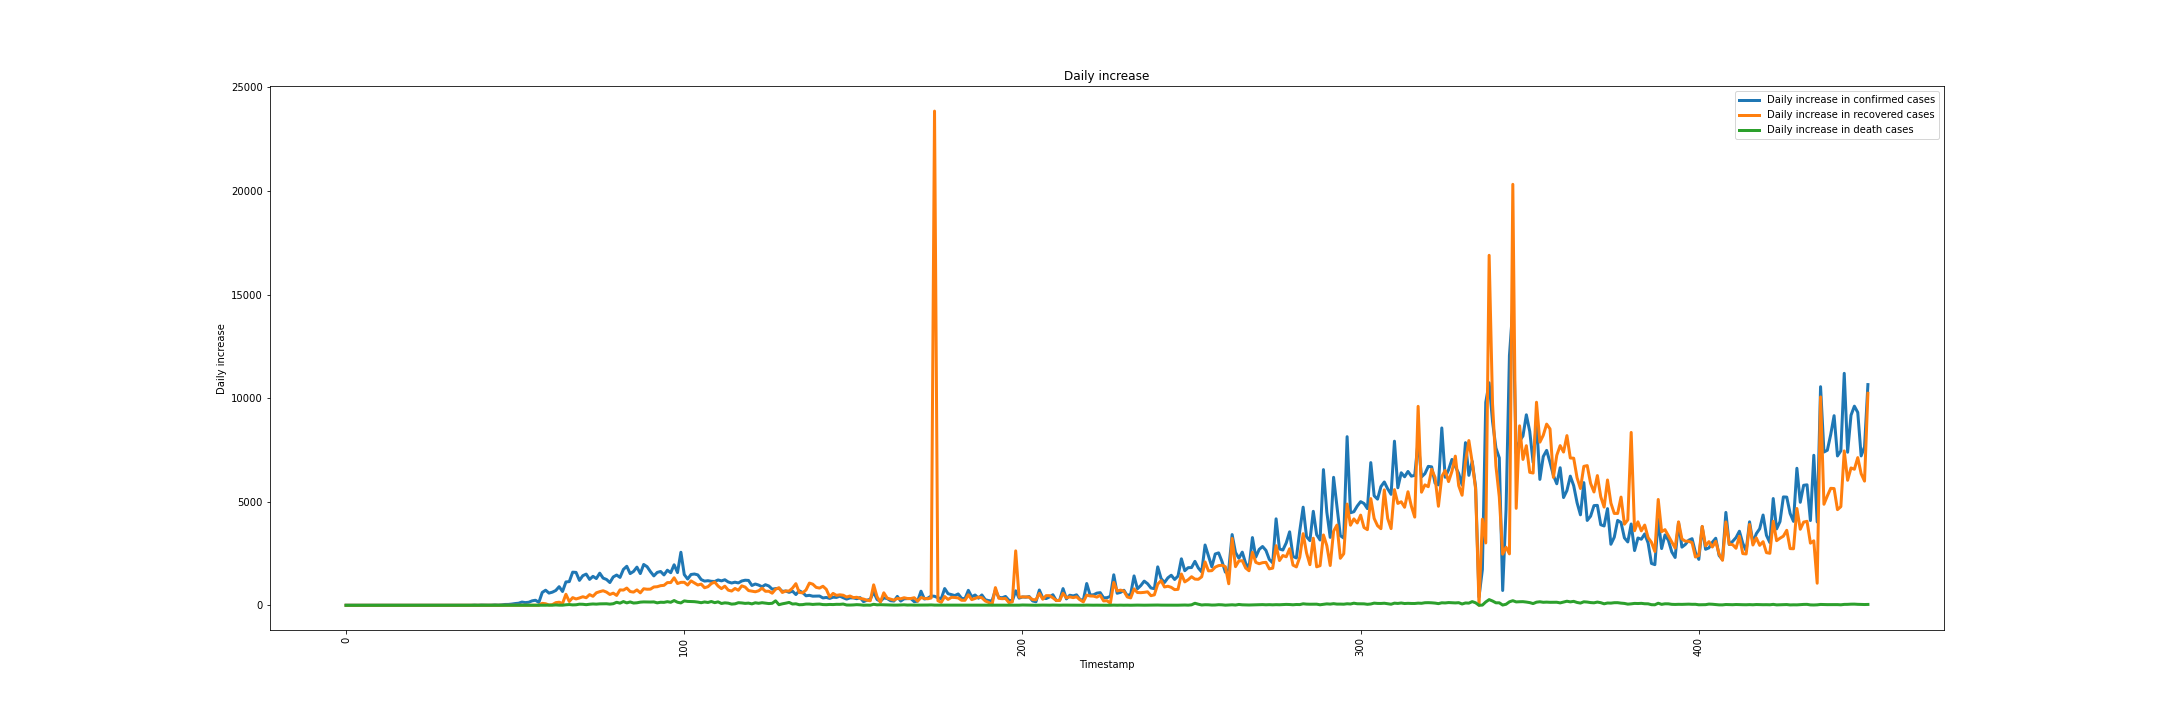 Daily increase
25000
20000
15000
10000
5000
0
Daily increase
Daily increase in confirmed cases
Daily increase in recovered cases
Daily increase in death cases
0
100
200
300
400
Timestamp